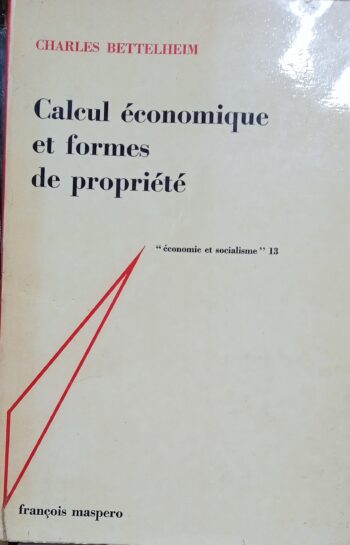 CHARLES BETTELHEIM
Calcul économique
et formes
de propriété
"économie et socialisme" 13
françois maspero